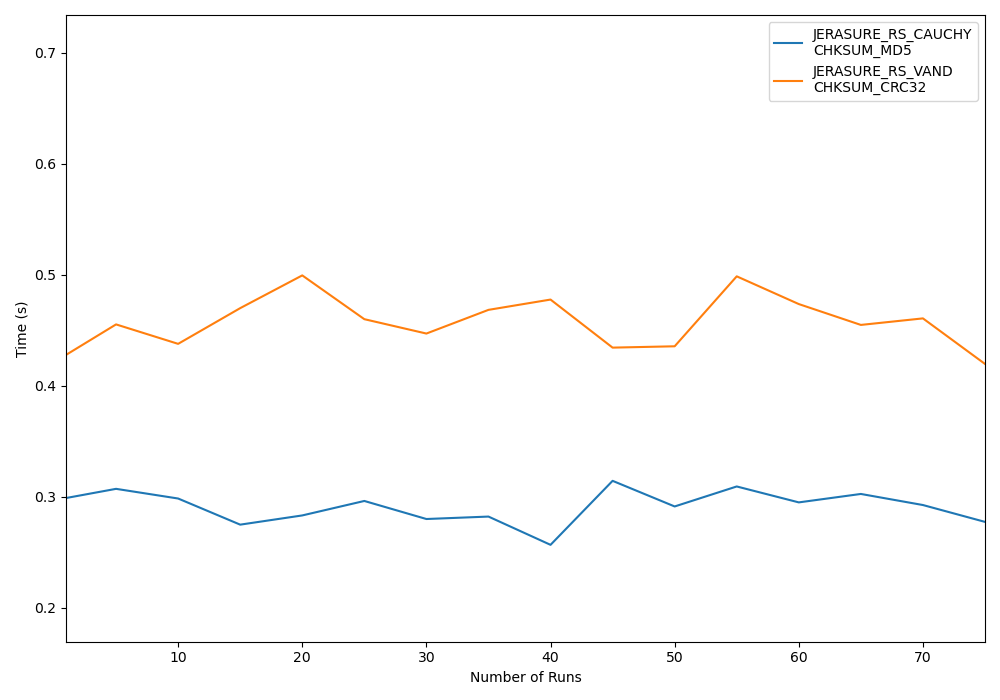 JERASURE_RS_CAUCHY
CHKSUM_MD5
JERASURE_RS_VAND
CHKSUM_CRC32
0.7
0.6
0.5
0.4
0.3
0.2
Time (s)
10 20 30 40 50 60 70
Number of Runs